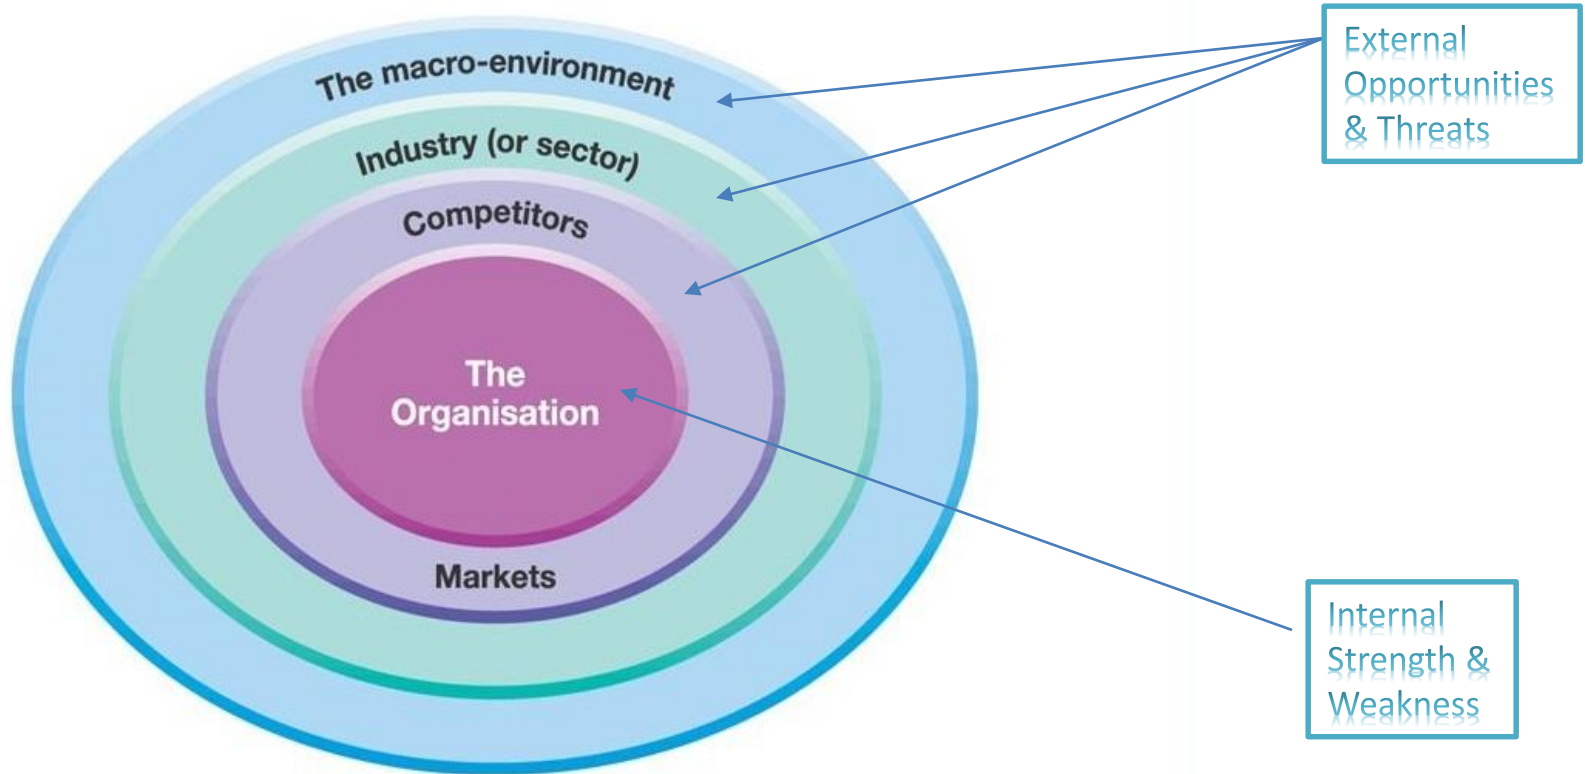 The macro-environment
Industry (or sector)
Competitors
The
Organisation
Markets
External
Opportunities
& Threats
Internal
Strength &
Weakness